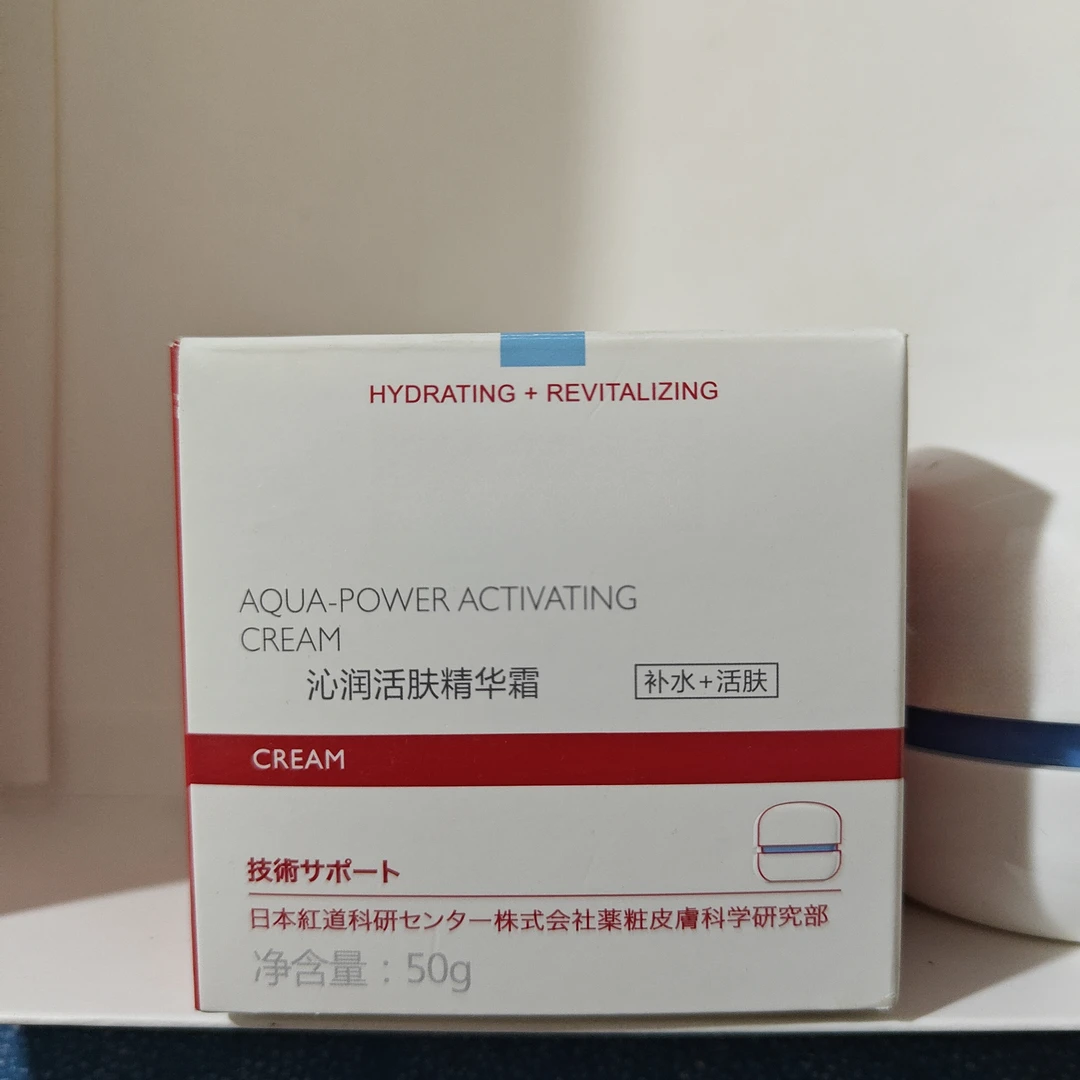 HYDRATING + REVITALIZING
AQUA-POWER ACTIVATING
CREAM
沁润活肤精华霜
补水+活肤
CREAM
技術サポート
日本紅道科研センター株式会社薬粧皮膚科学研究部
净含量：50g